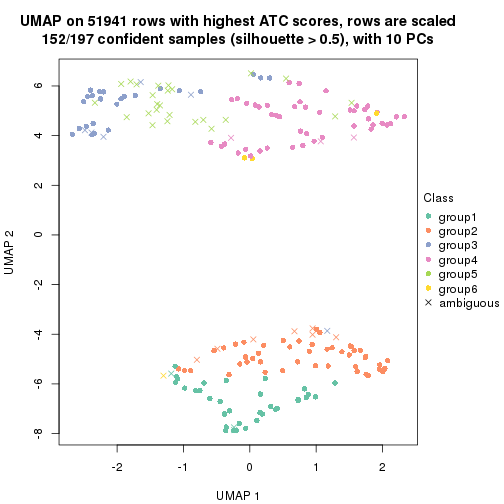 UMAP on 51941 rows with highest ATC scores, rows are scaled
152/197 confident samples (silhouette > 0.5), with 10 PCs
6
4
2
0
-2
-4
-6
-8
UMAP 2
-2
-1
0
1
2
UMAP 1
Class
group1
group2
group3
group4
group5
group6
ambiguous